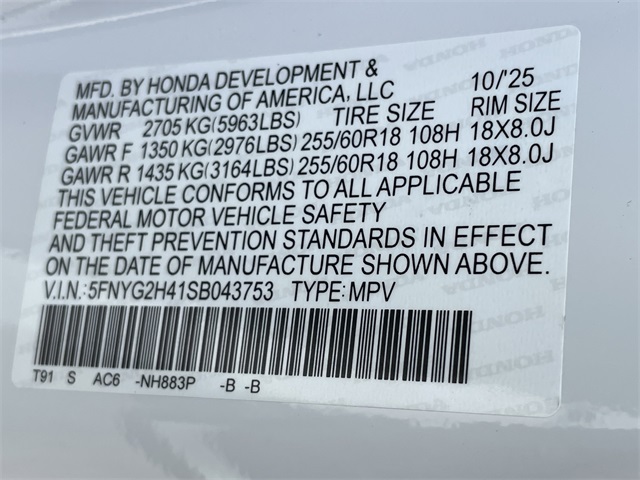 MFD. BY HONDA DEVELOPMENT & 10/'25
MANUFACTURING OF AMERICA, LLC
GVWR 2705 KG(5963LBS) TIRE SIZE RIM SIZE
GAWR F 1350 KG(2976LBS) 255/60R18 108H 18X8.0J
GAWR R 1435 KG(3164LBS) 255/60R18 108H 18X8.0J
THIS VEHICLE CONFORMS TO ALL APPLICABLE
FEDERAL MOTOR VEHICLE SAFETY
AND THEFT PREVENTION STANDARDS IN EFFECT
ON THE DATE OF MANUFACTURE SHOWN ABOVE.
V.I.N.:5FNYG2H41SB043753 TYPE:MPV
T91 S AC6 -NH883P -B -B